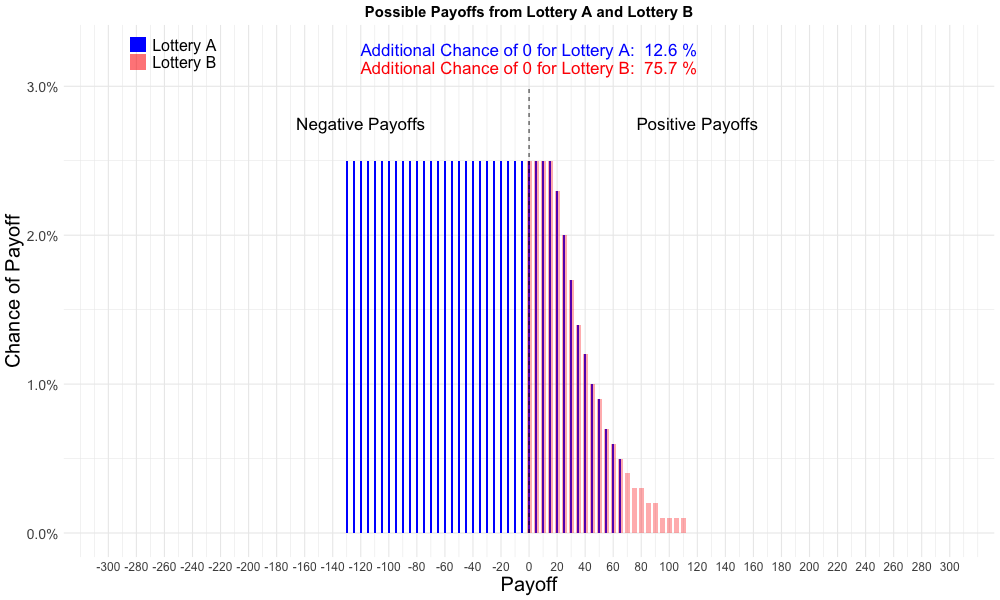 Possible Payoffs from Lottery A and Lottery B
Lottery A
Lottery B
Additional Chance of 0 for Lottery A: 12.6 %
Additional Chance of 0 for Lottery B: 75.7 %
Negative Payoffs
Positive Payoffs
Chance of Payoff
3.0%
2.0%
1.0%
0.0%
-300 -280 -260 -240 -220 -200 -180 -160 -140 -120 -100 -80 -60 -40 -20 0 20 40 60 80 100 120 140 160 180 200 220 240 260 280 300
Payoff